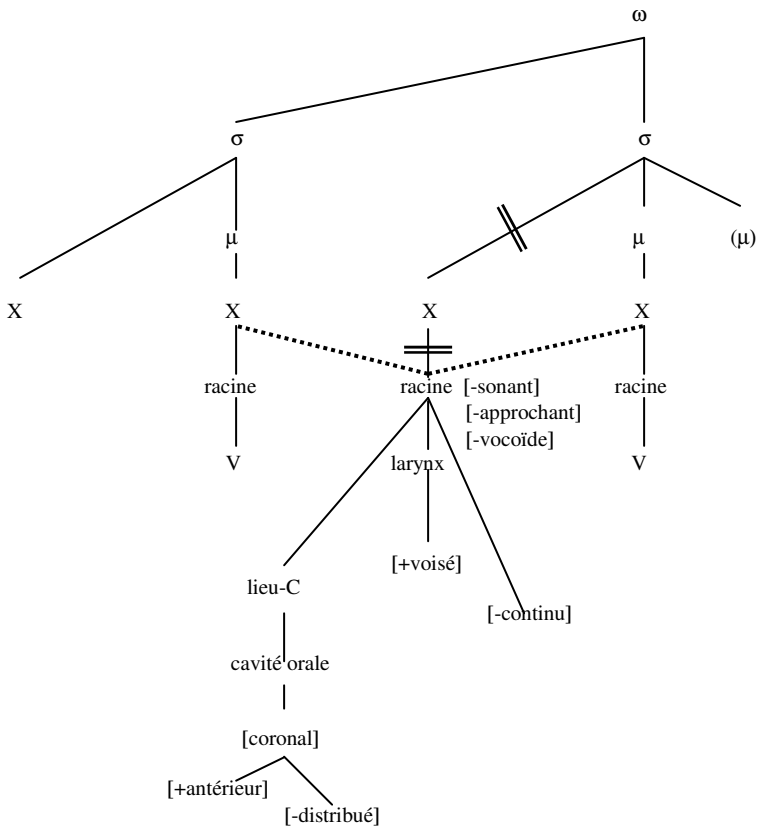 ω
σ σ
μ μ (μ)
X X X X
racine racine [-sonant] racine
[-approchant]
[-vocoïde]
V larynx V
[+voisé]
lieu-C
[-continu]
cavité orale
[coronal]
[+antérieur]
[-distribué]